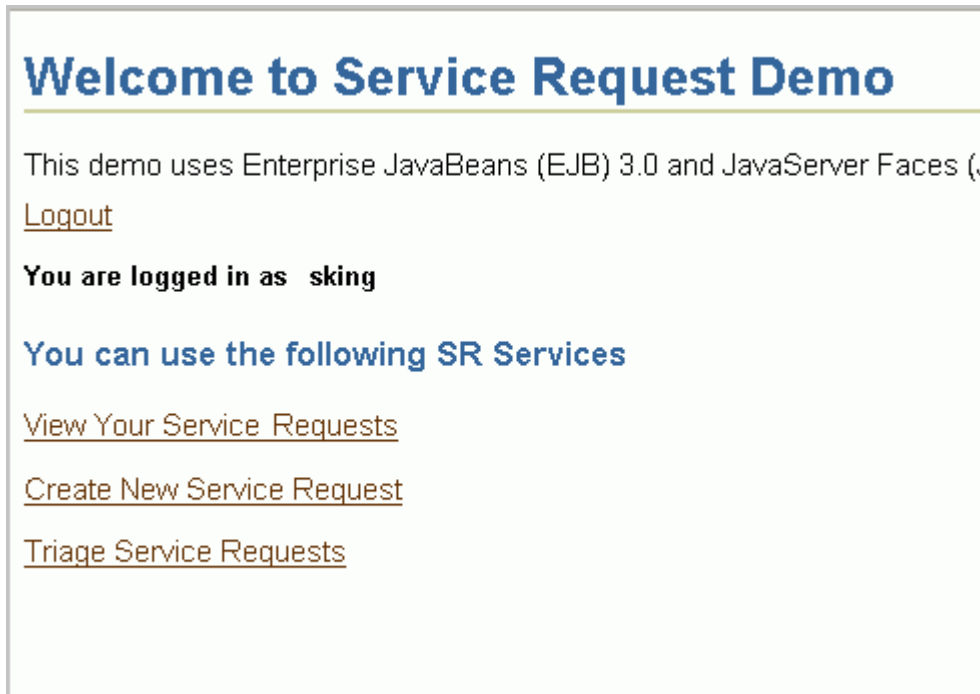 Welcome to Service Request Demo
This demo uses Enterprise JavaBeans (EJB) 3.0 and JavaServer Faces (
Logout
You are logged in as sking
You can use the following SR Services
View Your Service Requests
Create New Service Request
Triage Service Requests